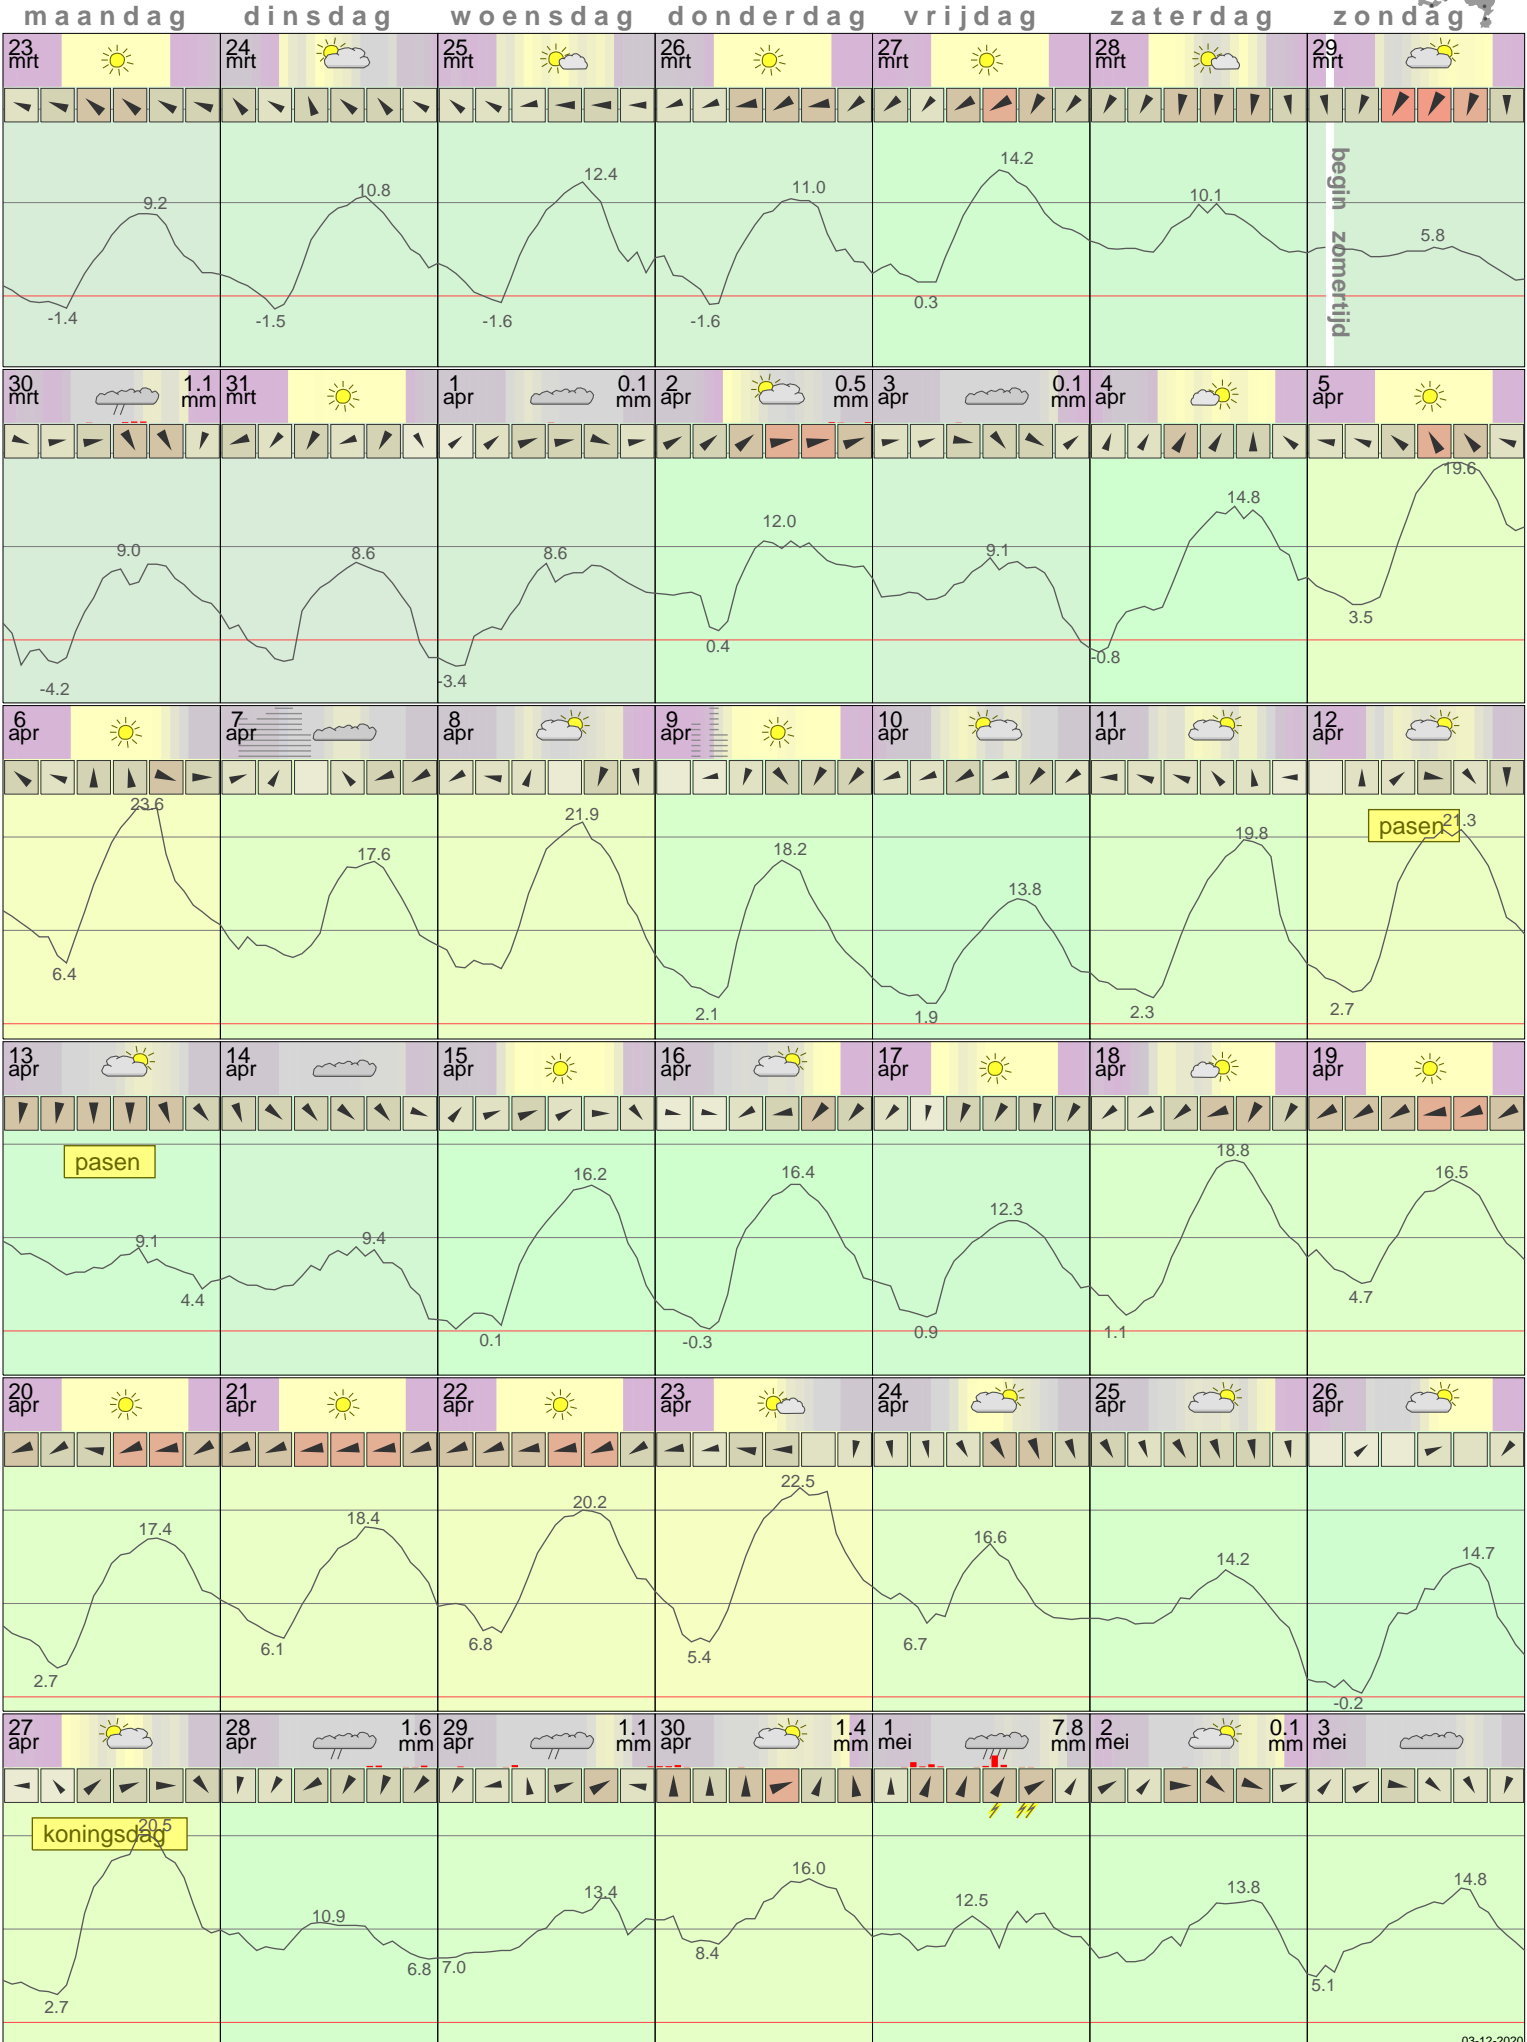 maandag dinsdag woensdag donderdag vrijdag zaterdag zondag
23 24 25 26 27 28 29
mrt mrt mrt mrt mrt mrt mrt
begin zomertijd
9.2 10.8 12.4 11.0 14.2 10.1 5.8
-1.4 -1.5 -1.6 -1.6 0.3
30 1.1 31 1 0.1 2 0.5 3 0.1 4 5
mrt mm mrt apr mm apr mm apr mm apr apr
9.0 8.6 8.6 12.0 9.1 14.8 19.6
-4.2 -3.4 0.4 -0.8 3.5
6 7 8 9 10 11 12
apr apr apr apr apr apr apr
pasen
23.6 17.6 21.9 18.2 13.8 19.8 21.3
6.4 2.1 1.9 2.3 2.7
13 14 15 16 17 18 19
apr apr apr apr apr apr apr
pasen
9.1 9.4 16.2 16.4 12.3 18.8 16.5
4.4 0.1 -0.3 0.9 1.1 4.7
20 21 22 23 24 25 26
apr apr apr apr apr apr apr
17.4 18.4 20.2 22.5 16.6 14.2 14.7
2.7 6.1 6.8 5.4 6.7 -0.2
27 28 1.6 29 1.1 30 1.4 1 7.8 2 0.1 3
apr apr mm apr mm apr mm mei mm mei mm mei
koningsdag
20.5 10.9 13.4 16.0 12.5 13.8 14.8
2.7 6.8 7.0 8.4 5.1
03-12-2020